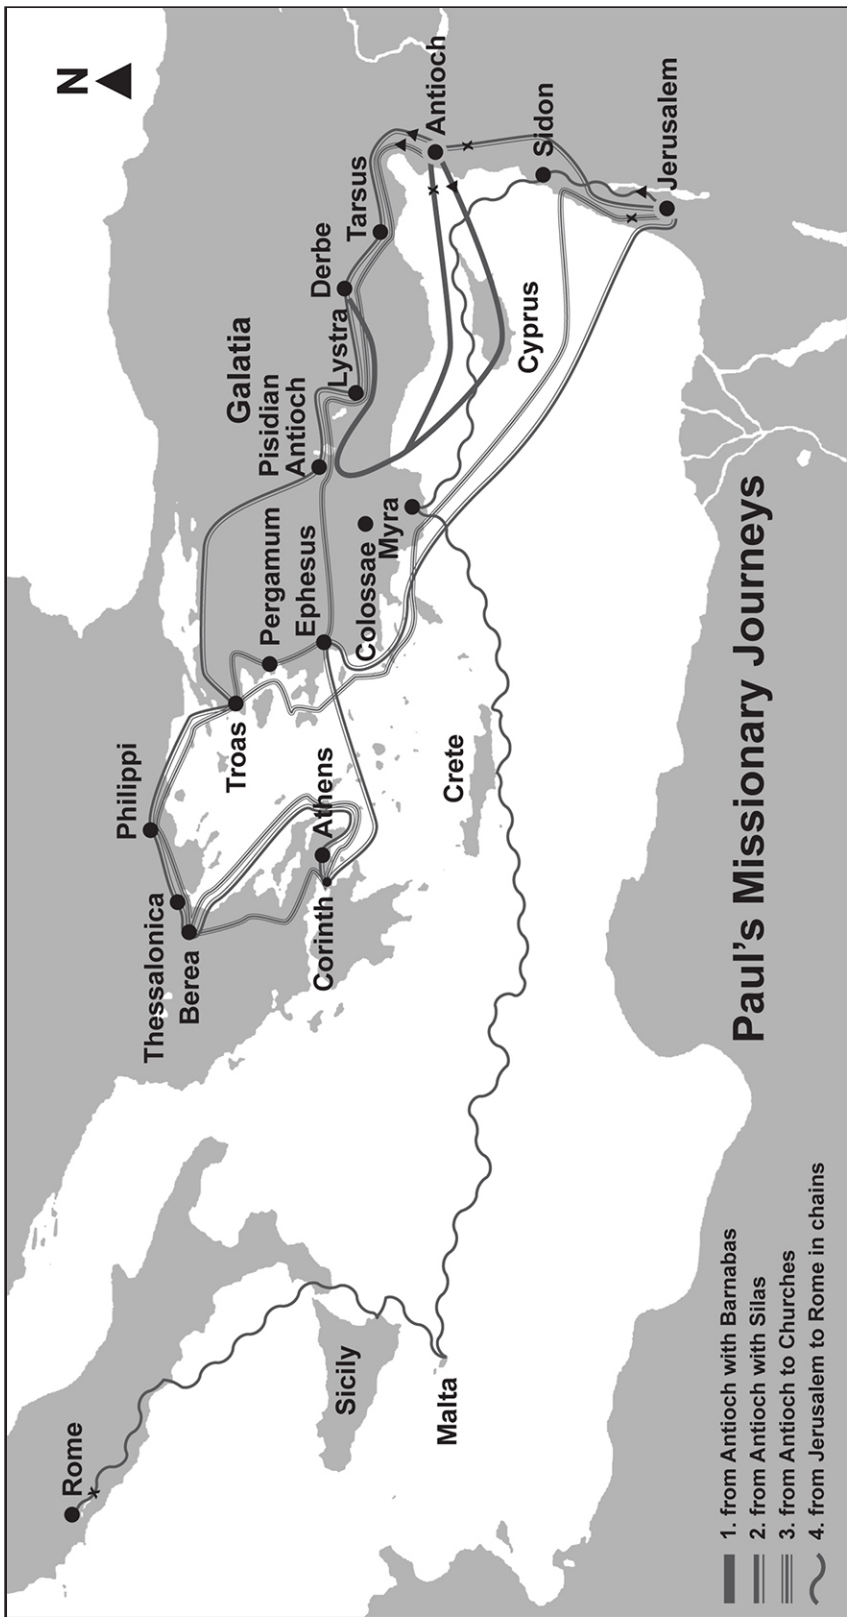 N
Rome
Sicily
Malta
Thessalonica
Berea
Philippi
Corinth
Athens
Troas
Pergamum
Ephesus
Colossae
Myra
Crete
Galatia
Pisidian
Antioch
Lystra
Derbe
Tarsus
Antioch
Cyprus
Sidon
Jerusalem
Paul's Missionary Journeys
1. from Antioch with Barnabas
2. from Antioch with Silas
3. from Antioch to Churches
4. from Jerusalem to Rome in chains